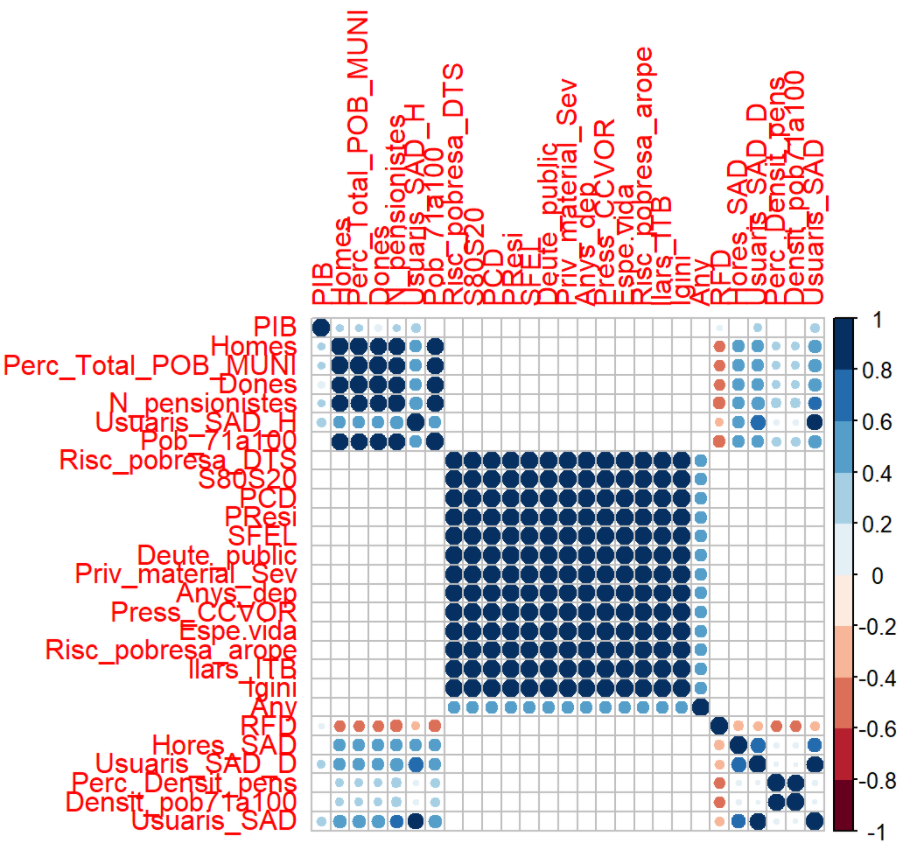 PIB
Homes
Perc_Total_POB_MUNI
Dones
N_pensionistes
Usuaris_SAD_H
Pob_71a100
Risc_pobresa_DTS
S80S20
PCD
PResi
SFEL
Deute_public
Priv_material_Sev
Anys_dep
Press_CCVOR
Espe.vida
Risc_pobresa_arope
llars_ITB
Igini
Any
RFD
Hores_SAD
Usuaris_SAD_D
Perc_Densit_pens
Densit_pob71a100
Usuaris_SAD
PIB
Homes
Perc_Total_POB_MUNI
Dones
N_pensionistes
Usuaris_SAD_H
Pob_71a100
Risc_pobresa_DTS
S80S20
PCD
PResi
SFEL
Deute_public
Priv_material_Sev
Anys_dep
Press_CCVOR
Espe.vida
Risc_pobresa_arope
llars_ITB
Igini
Any
RFD
Hores_SAD
Usuaris_SAD_D
Perc_Densit_pens
Densit_pob71a100
Usuaris_SAD
1
0.8
0.6
0.4
0.2
0
-0.2
-0.4
-0.6
-0.8
-1